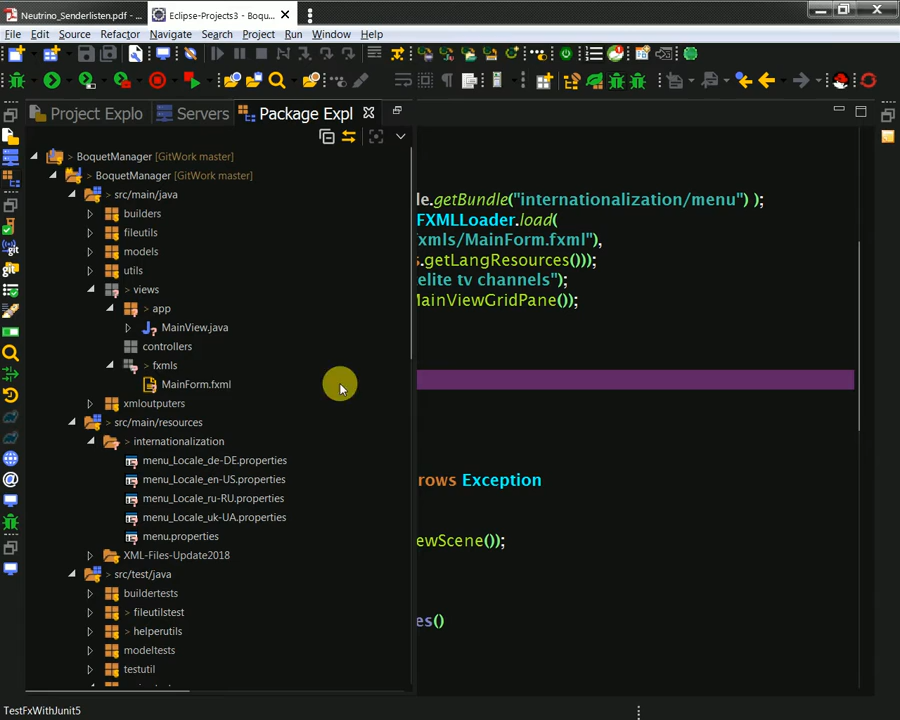 Neutrino_Senderlisten.pdf - ...
Eclipse-Projects3 - Boque...
File Edit Source Refactor Navigate Search Project Run Window Help
Project Explo Servers Package Expl
> BoquetManager [GitWork master]
> BoquetManager [GitWork master]
> src/main/java
builders
fileutils
models
utils
> views
> app
MainView.java
controllers
> fxmls
MainForm.fxml
xmloutputers
> src/main/resources
> internationalization
menu_Locale_de-DE.properties
menu_Locale_en-US.properties
menu_Locale_ru-RU.properties
menu_Locale_uk-UA.properties
menu.properties
XML-Files-Update2018
> src/test/java
buildertests
> fileutilstest
> helperutils
modeltests
testutil
le.getBundle("internationalization/menu") );
FXMLLoader.load(
xmls/MainForm.fxml"),
s.getLangResources()));
elite tv channels");
MainViewGridPane());
rows Exception
ewScene());
es()
TestFxWithJunit5